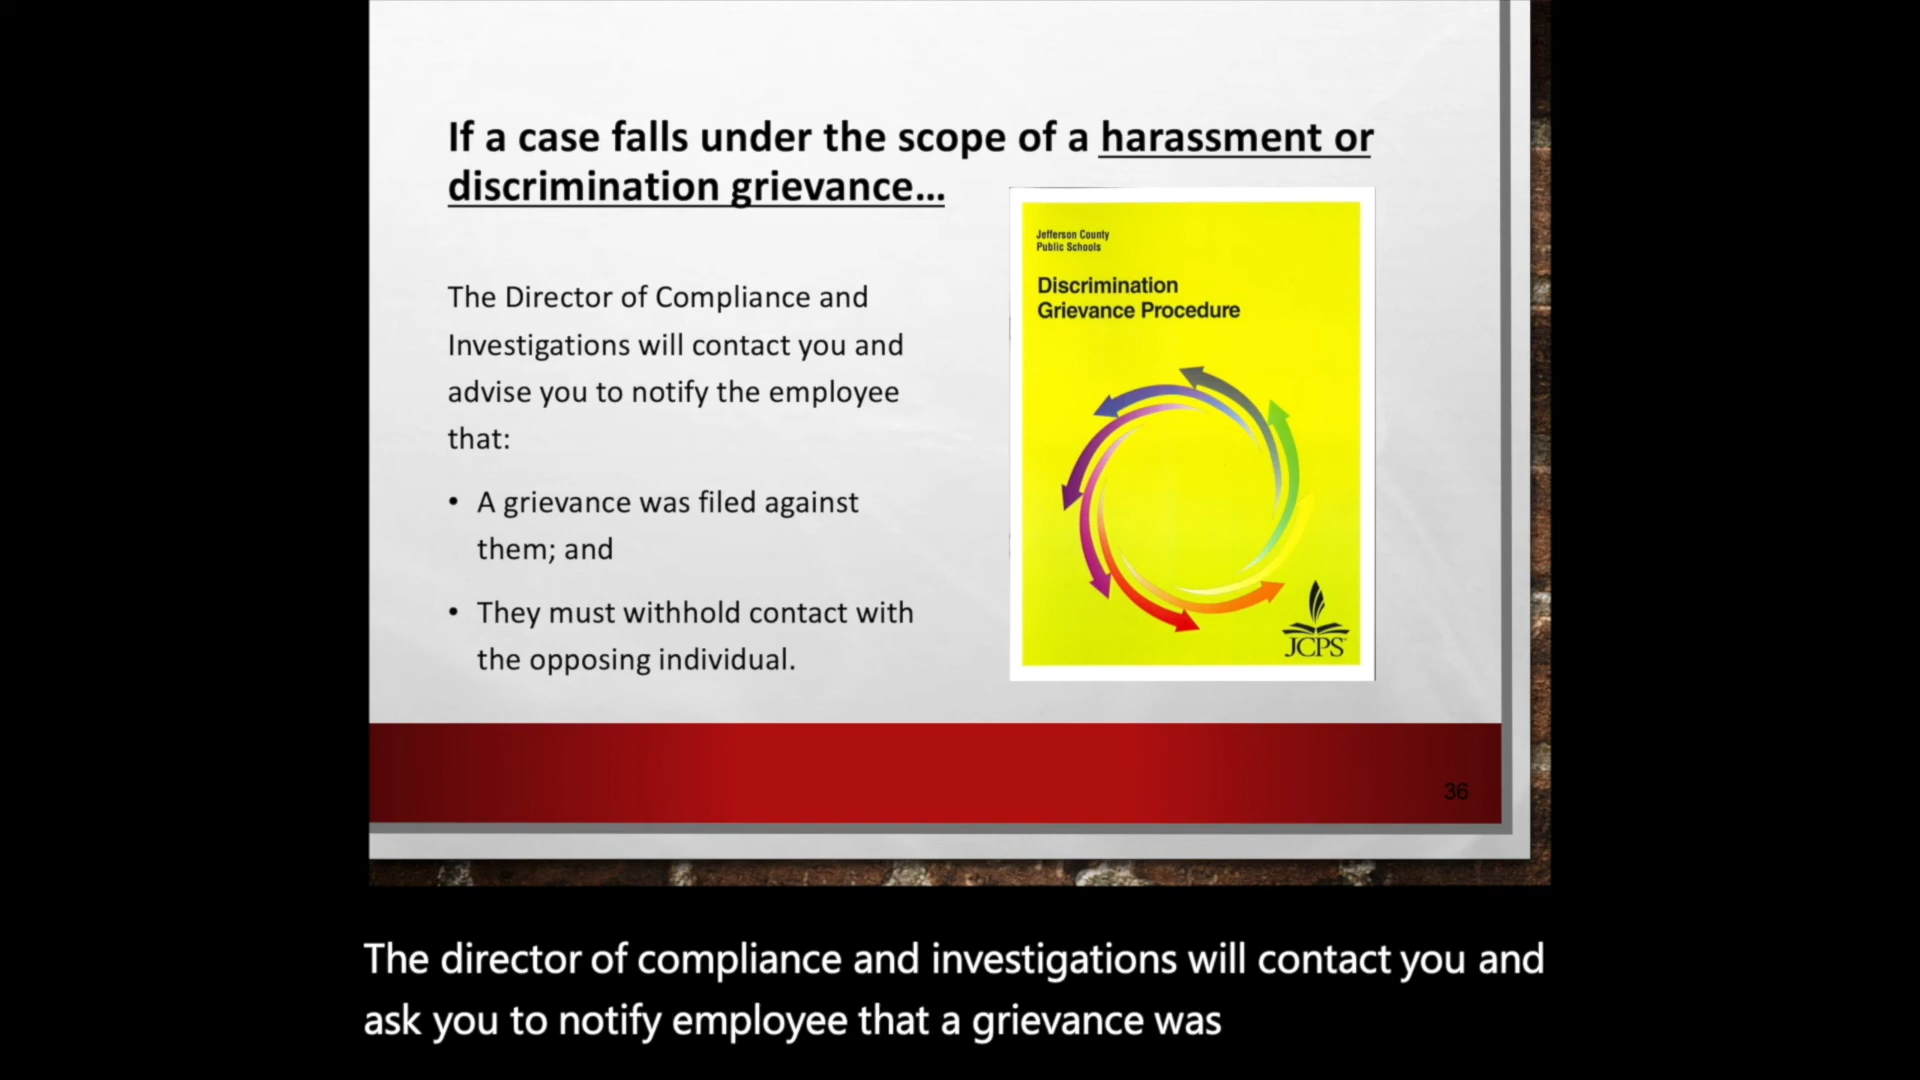 If a case falls under the scope of a harassment or
discrimination grievance...
The Director of Compliance and
Investigations will contact you and
advise you to notify the employee
that:
• A grievance was filed against
them; and
• They must withhold contact with
the opposing individual.
Jefferson County
Public Schools
Discrimination
Grievance Procedure
JCPS
36
The director of compliance and investigations will contact you and
ask you to notify employee that a grievance was